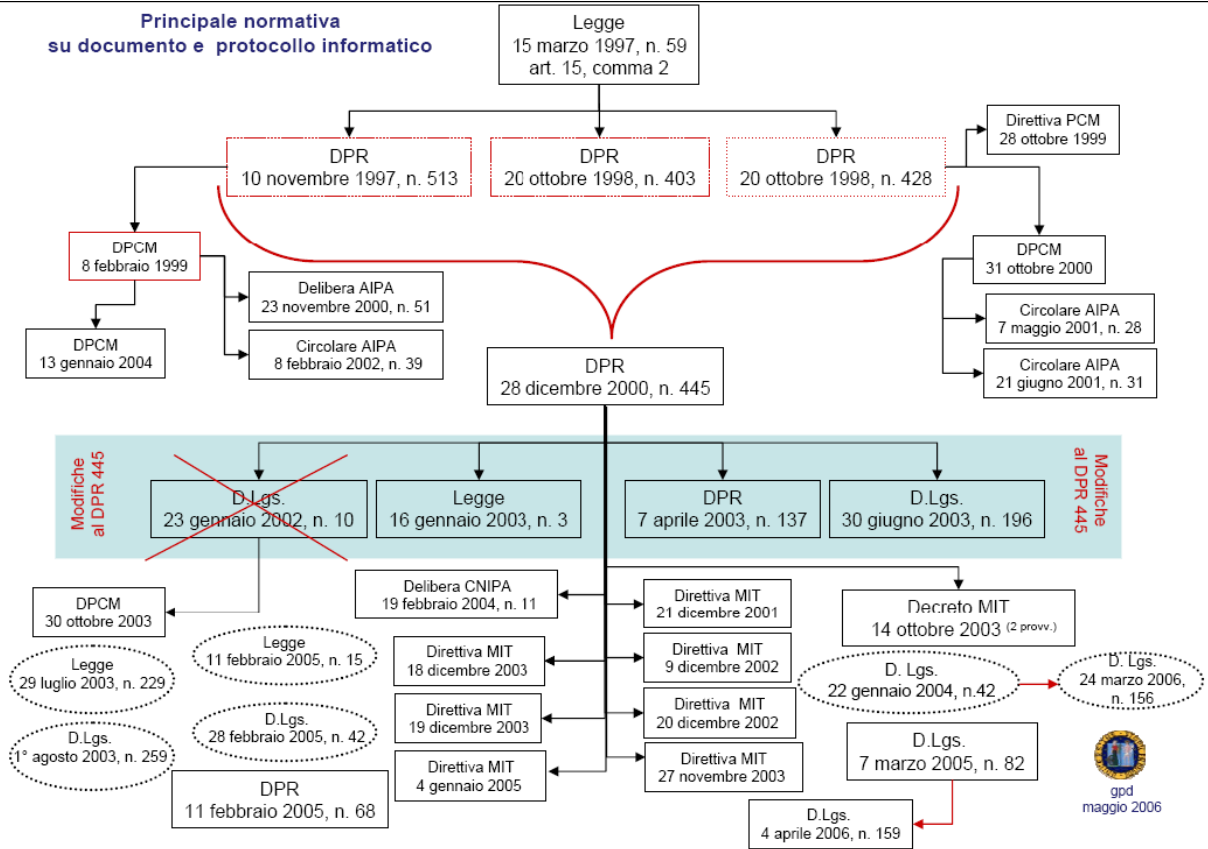 Principale normativa
su documento e protocollo informatico
Legge
15 marzo 1997, n. 59
art. 15, comma 2
Direttiva PCM
28 ottobre 1999
DPR
10 novembre 1997, n. 513
DPR
20 ottobre 1998, n. 403
DPR
20 ottobre 1998, n. 428
DPCM
8 febbraio 1999
DPCM
31 ottobre 2000
Delibera AIPA
23 novembre 2000, n. 51
Circolare AIPA
7 maggio 2001, n. 28
DPCM
13 gennaio 2004
Circolare AIPA
8 febbraio 2002, n. 39
Circolare AIPA
21 giugno 2001, n. 31
DPR
28 dicembre 2000, n. 445
Modifiche
al DPR 445
D.Lgs.
23 gennaio 2002, n. 10
Legge
16 gennaio 2003, n. 3
DPR
7 aprile 2003, n. 137
D.Lgs.
30 giugno 2003, n. 196
Modifiche
al DPR 445
DPCM
30 ottobre 2003
Delibera CNIPA
19 febbraio 2004, n. 11
Direttiva MIT
21 dicembre 2001
Decreto MIT
14 ottobre 2003 (2 provv.)
Legge
11 febbraio 2005, n. 15
Legge
29 luglio 2003, n. 229
Direttiva MIT
18 dicembre 2003
Direttiva MIT
9 dicembre 2002
D. Lgs.
22 gennaio 2004, n.42
D. Lgs.
24 marzo 2006,
n. 156
D.Lgs.
28 febbraio 2005, n. 42
D.Lgs.
1° agosto 2003, n. 259
Direttiva MIT
19 dicembre 2003
Direttiva MIT
20 dicembre 2002
D.Lgs.
7 marzo 2005, n. 82
DPR
11 febbraio 2005, n. 68
Direttiva MIT
4 gennaio 2005
Direttiva MIT
27 novembre 2003
D.Lgs.
4 aprile 2006, n. 159
gpd
maggio 2006